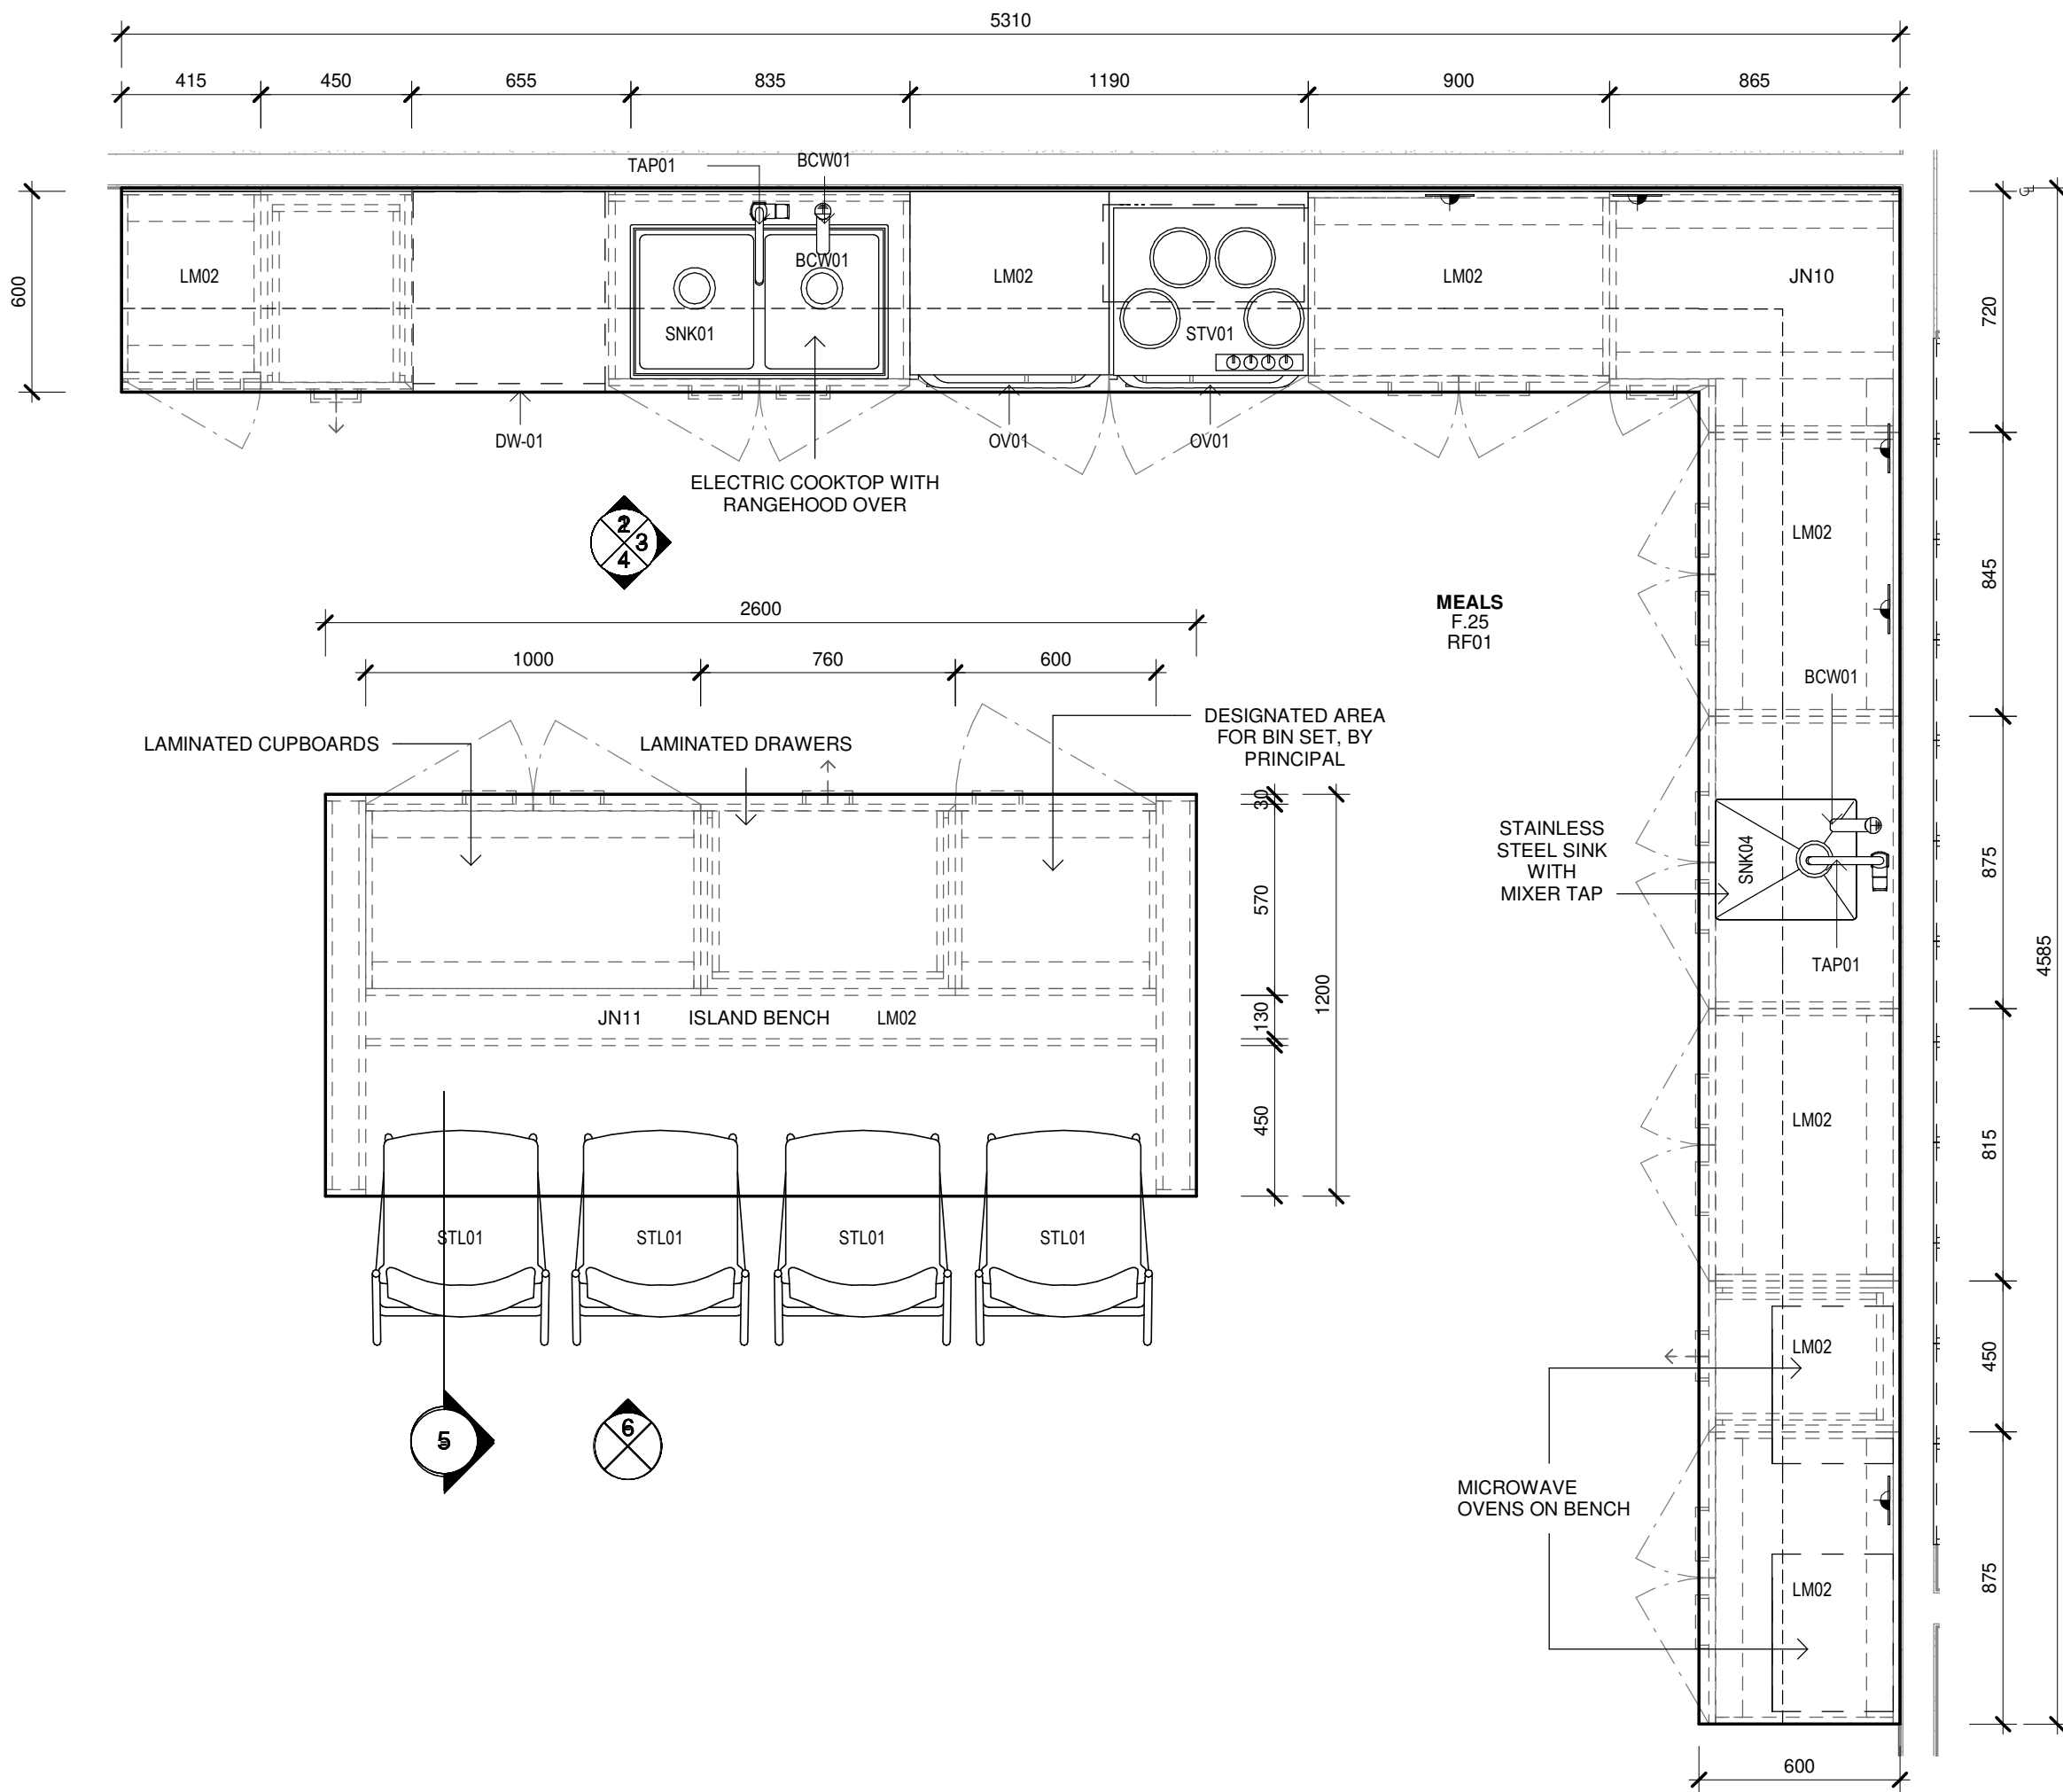 5310
415
450
655
835
1190
900
865
TAP01
BCW01
600
LM02
BCW01
LM02
LM02
JN10
SNK01
STV01
720
DW-01
OV01
OV01
ELECTRIC COOKTOP WITH
RANGEHOOD OVER
2
3
4
LM02
845
2600
MEALS
F.25
RF01
1000
760
600
BCW01
LAMINATED CUPBOARDS
LAMINATED DRAWERS
DESIGNATED AREA
FOR BIN SET, BY
PRINCIPAL
30
STAINLESS
STEEL SINK
WITH
MIXER TAP
SNK04
875
570
TAP01
4585
1200
JN11
ISLAND BENCH
LM02
130
450
LM02
815
STL01
STL01
STL01
STL01
LM02
450
5
6
MICROWAVE
OVENS ON BENCH
LM02
875
600